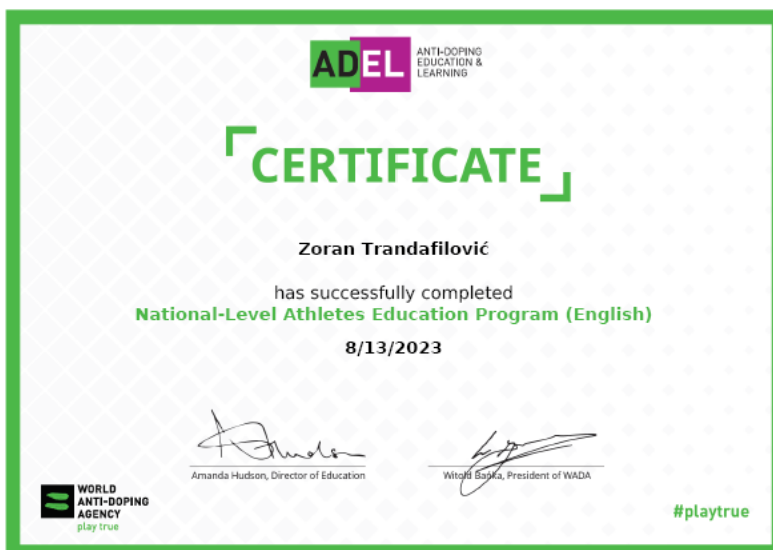 ADEL
ANTI-DOPING
EDUCATION &
LEARNING
CERTIFICATE
Zoran Trandafilović
has successfully completed
National-Level Athletes Education Program (English)
8/13/2023
Amanda Hudson, Director of Education
Witold Bańka, President of WADA
WORLD
ANTI-DOPING
AGENCY
play true
#playtrue